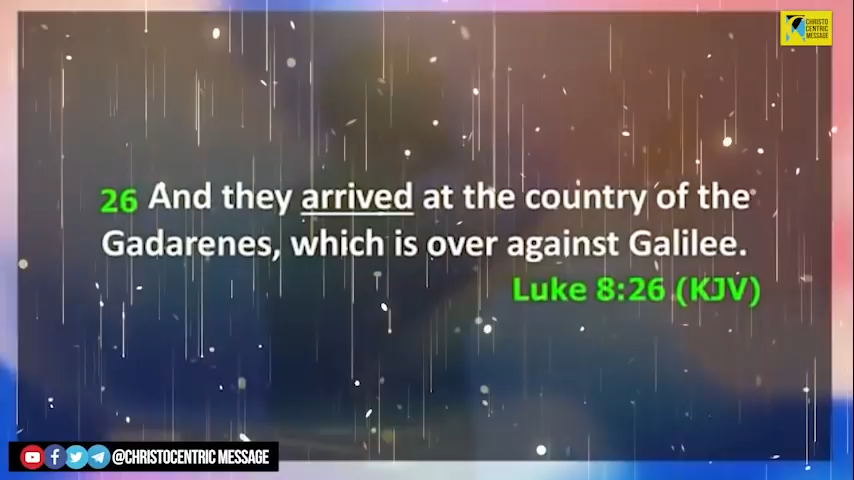 CHRISTO
CENTRIC
MESSAGE
26 And they arrived at the country of the
Gadarenes, which is over against Galilee.
Luke 8:26 (KJV)
@CHRISTOCENTRIC MESSAGE